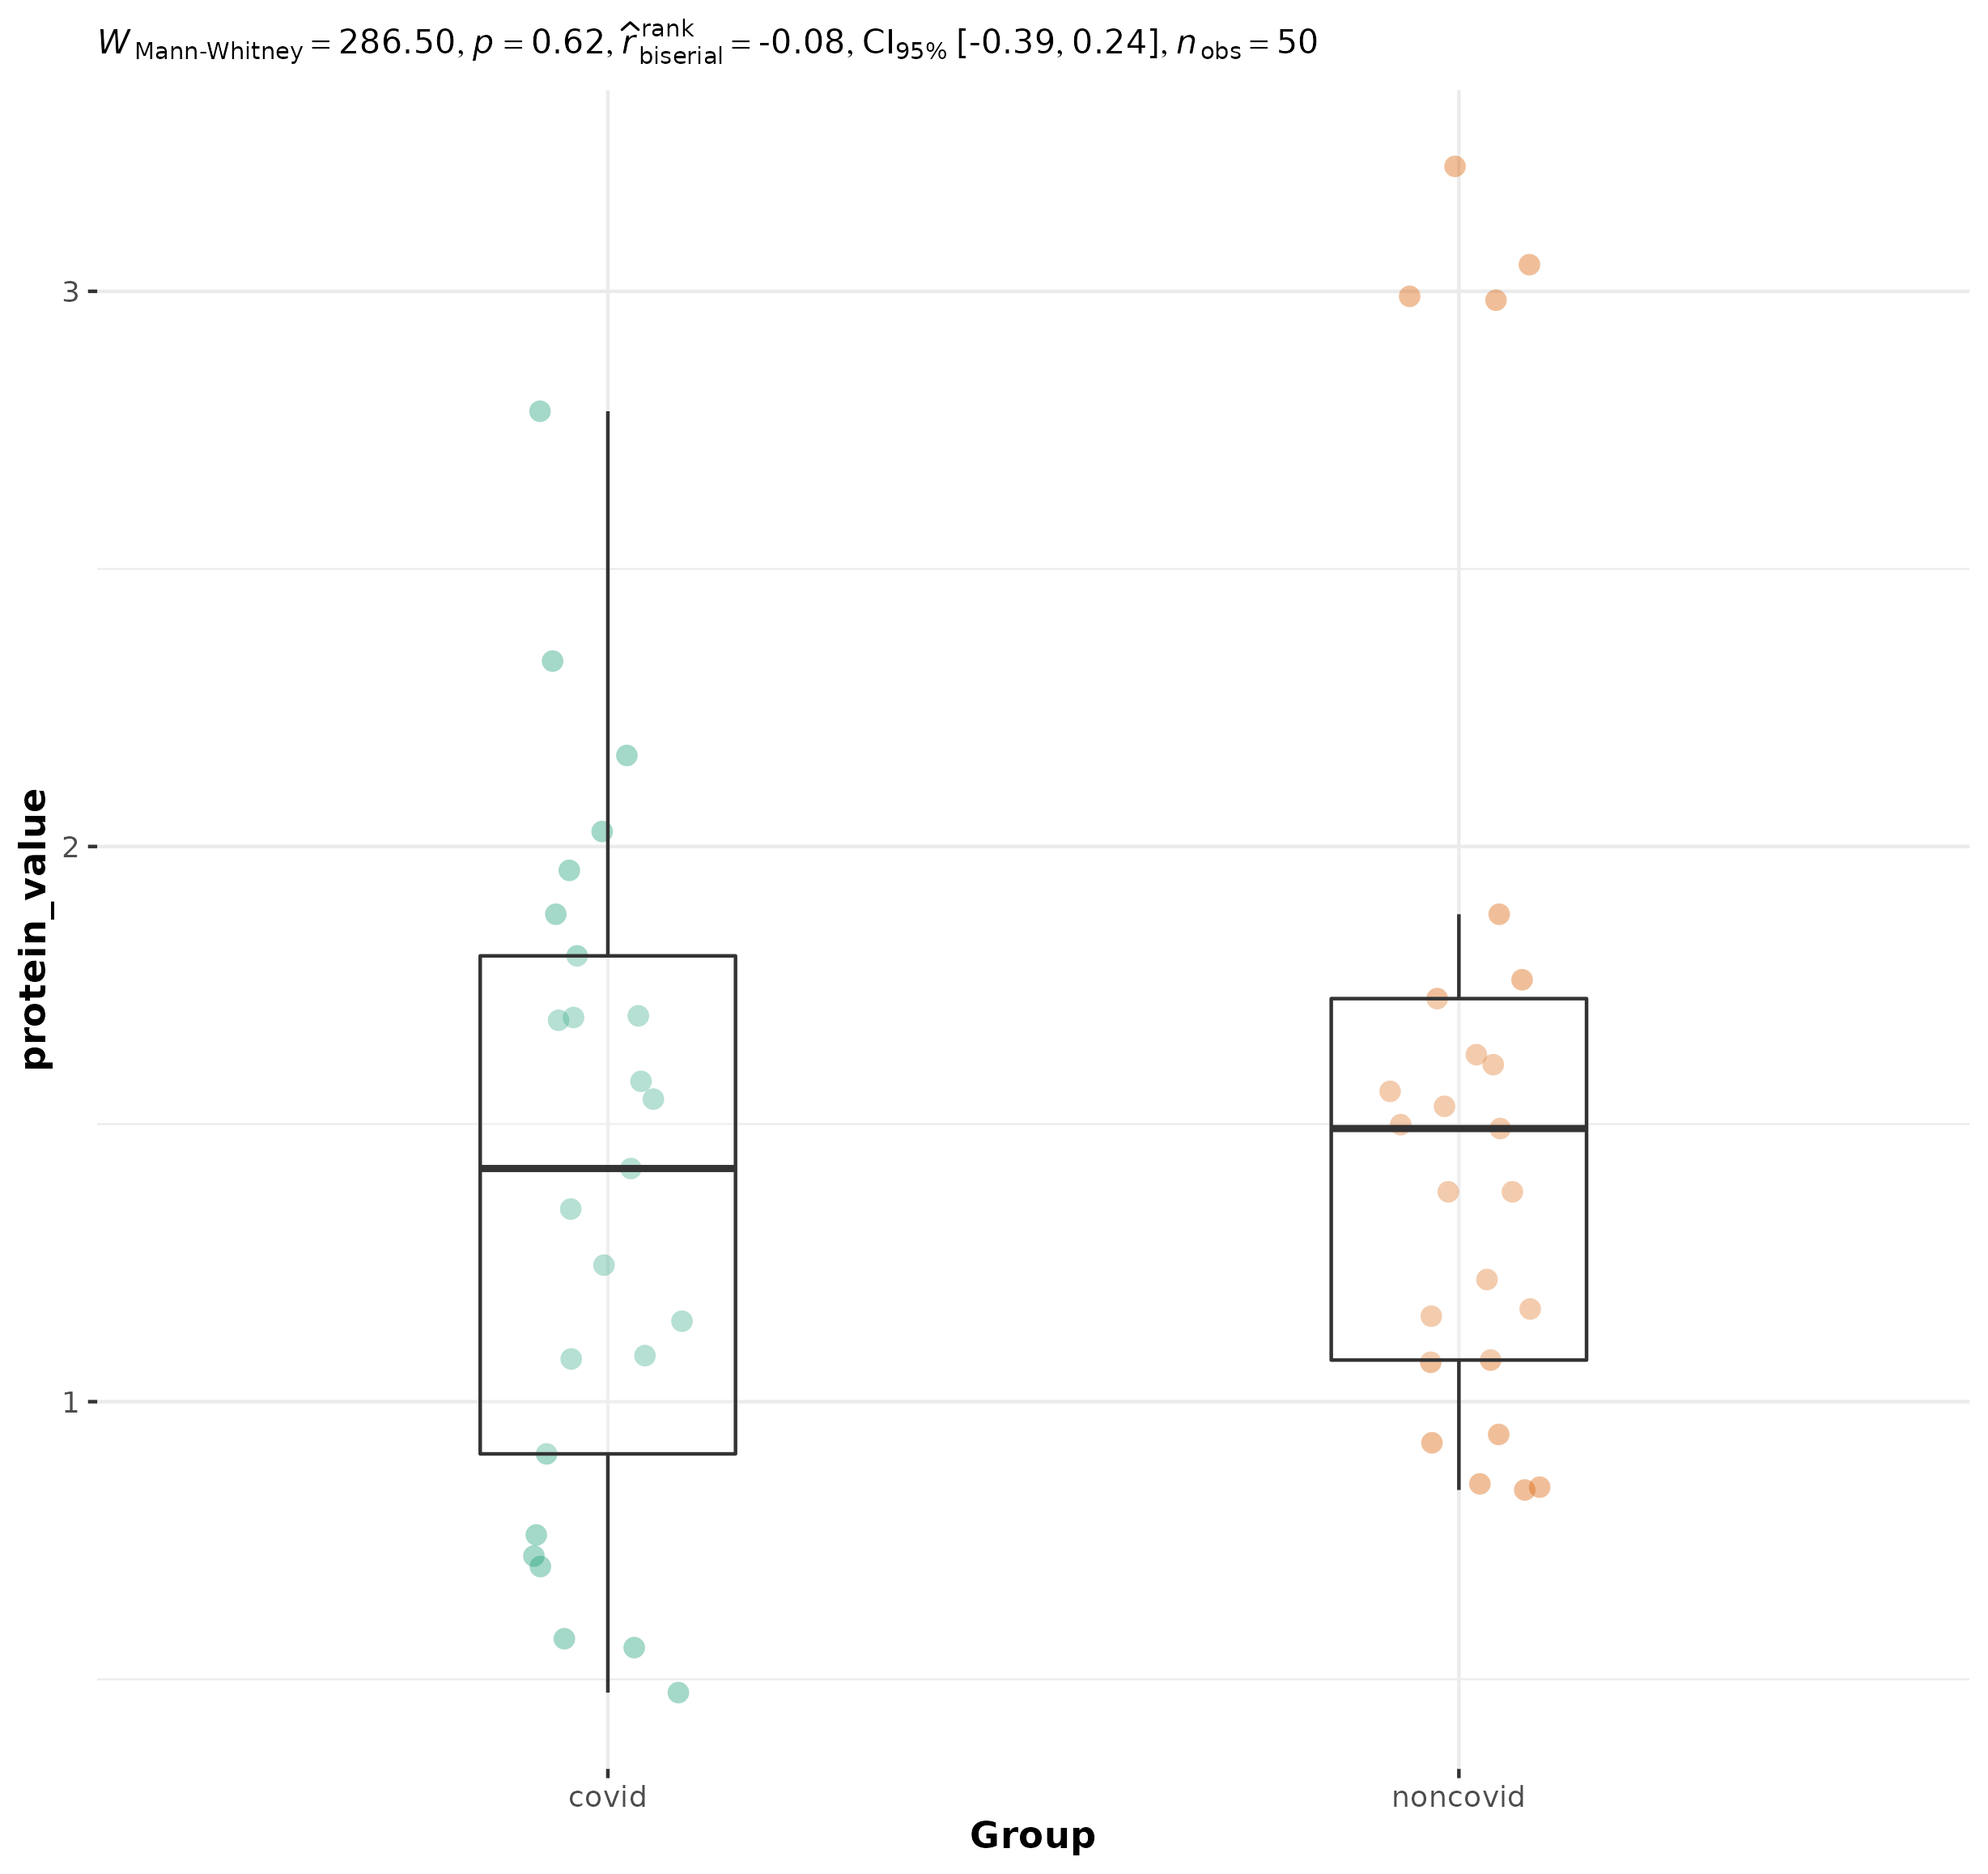 W Mann-Whitney = 286.50, p = 0.62, r̂ rank biserial = -0.08, CI95% [-0.39, 0.24], n obs = 50
3
2
1
protein_value
covid noncovid
Group